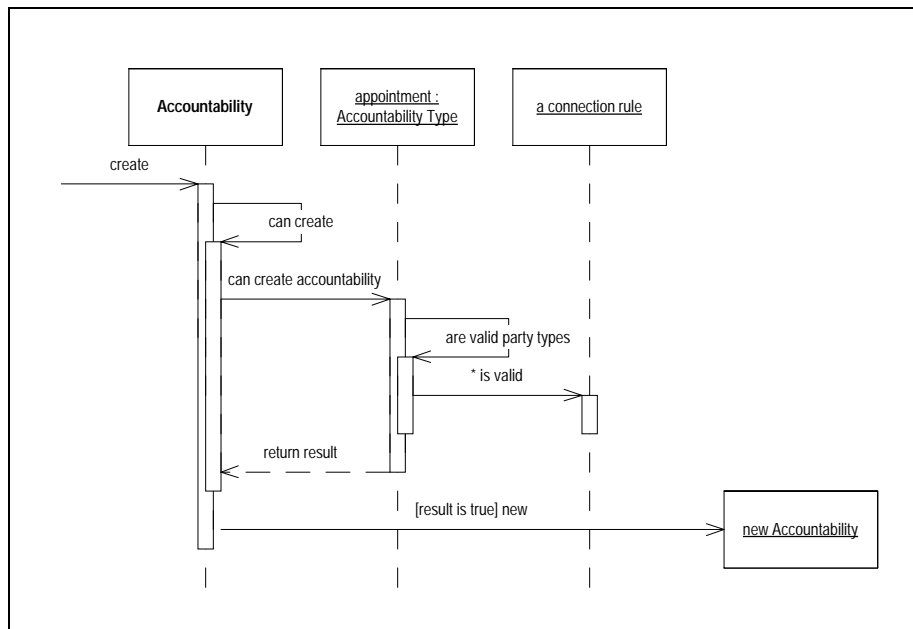 Accountability
appointment :
Accountability Type
a connection rule
create
can create
can create accountability
are valid party types
* is valid
return result
[result is true] new
new Accountability